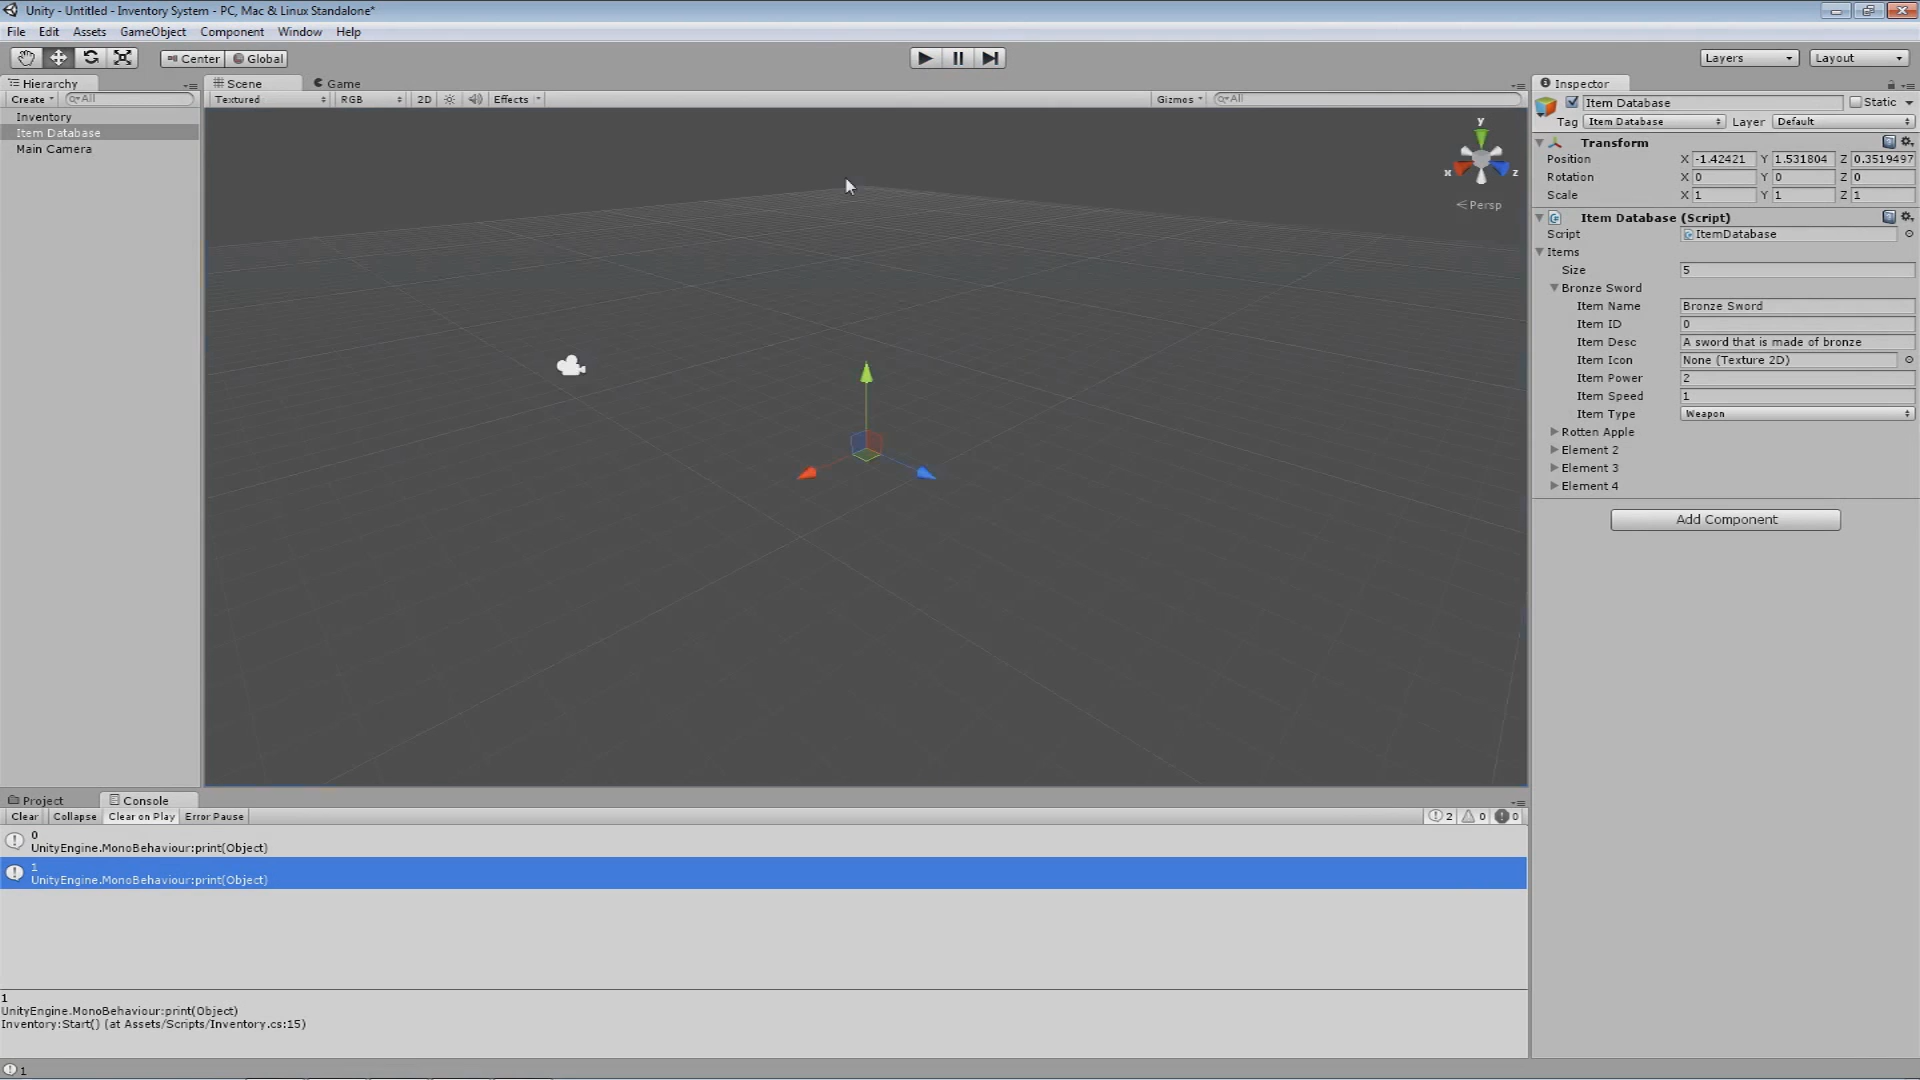 Unity - Untitled - Inventory System - PC, Mac & Linux Standalone*
File Edit Assets GameObject Component Window Help
Center Global Layers Layout
Hierarchy
Create All
Inventory
Item Database
Main Camera
Scene Game
Textured RGB 2D Effects Gizmos All
y
x z
Persp
Inspector
Item Database Static
Tag Item Database Layer Default
Transform
Position X -1.42421 Y 1.531804 Z 0.3519497
Rotation X 0 Y 0 Z 0
Scale X 1 Y 1 Z 1
Item Database (Script)
Script ItemDatabase
Items
Size 5
Bronze Sword
Item Name Bronze Sword
Item ID 0
Item Desc A sword that is made of bronze
Item Icon None (Texture 2D)
Item Power 2
Item Speed 1
Item Type Weapon
Rotten Apple
Element 2
Element 3
Element 4
Add Component
Project Console
Clear Collapse Clear on Play Error Pause 2 0 0
0
UnityEngine.MonoBehaviour:print(Object)
1
UnityEngine.MonoBehaviour:print(Object)
1
UnityEngine.MonoBehaviour:print(Object)
Inventory:Start() (at Assets/Scripts/Inventory.cs:15)
1